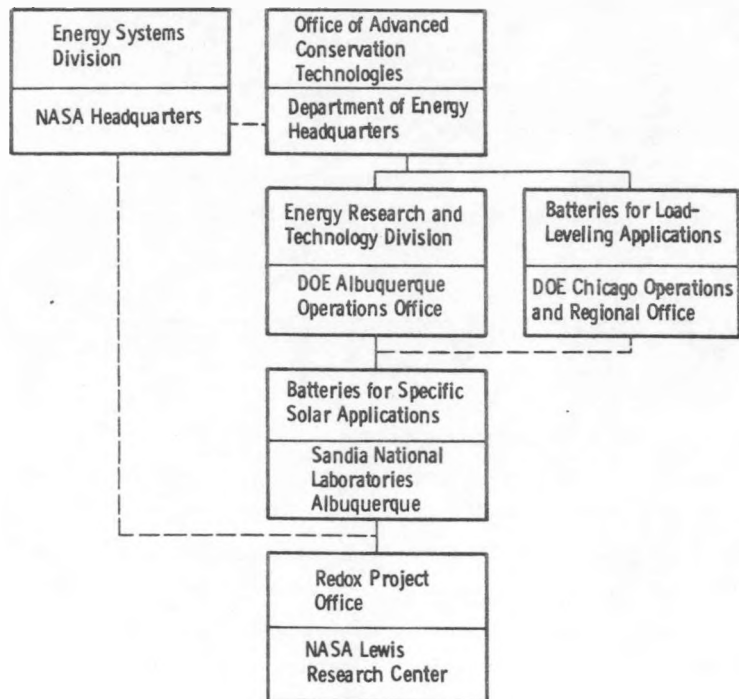 Energy Systems
Division
NASA Headquarters
Office of Advanced
Conservation
Technologies
Department of Energy
Headquarters
Energy Research and
Technology Division
DOE Albuquerque
Operations Office
Batteries for Load-
Leveling Applications
DOE Chicago Operations
and Regional Office
Batteries for Specific
Solar Applications
Sandia National
Laboratories
Albuquerque
Redox Project
Office
NASA Lewis
Research Center